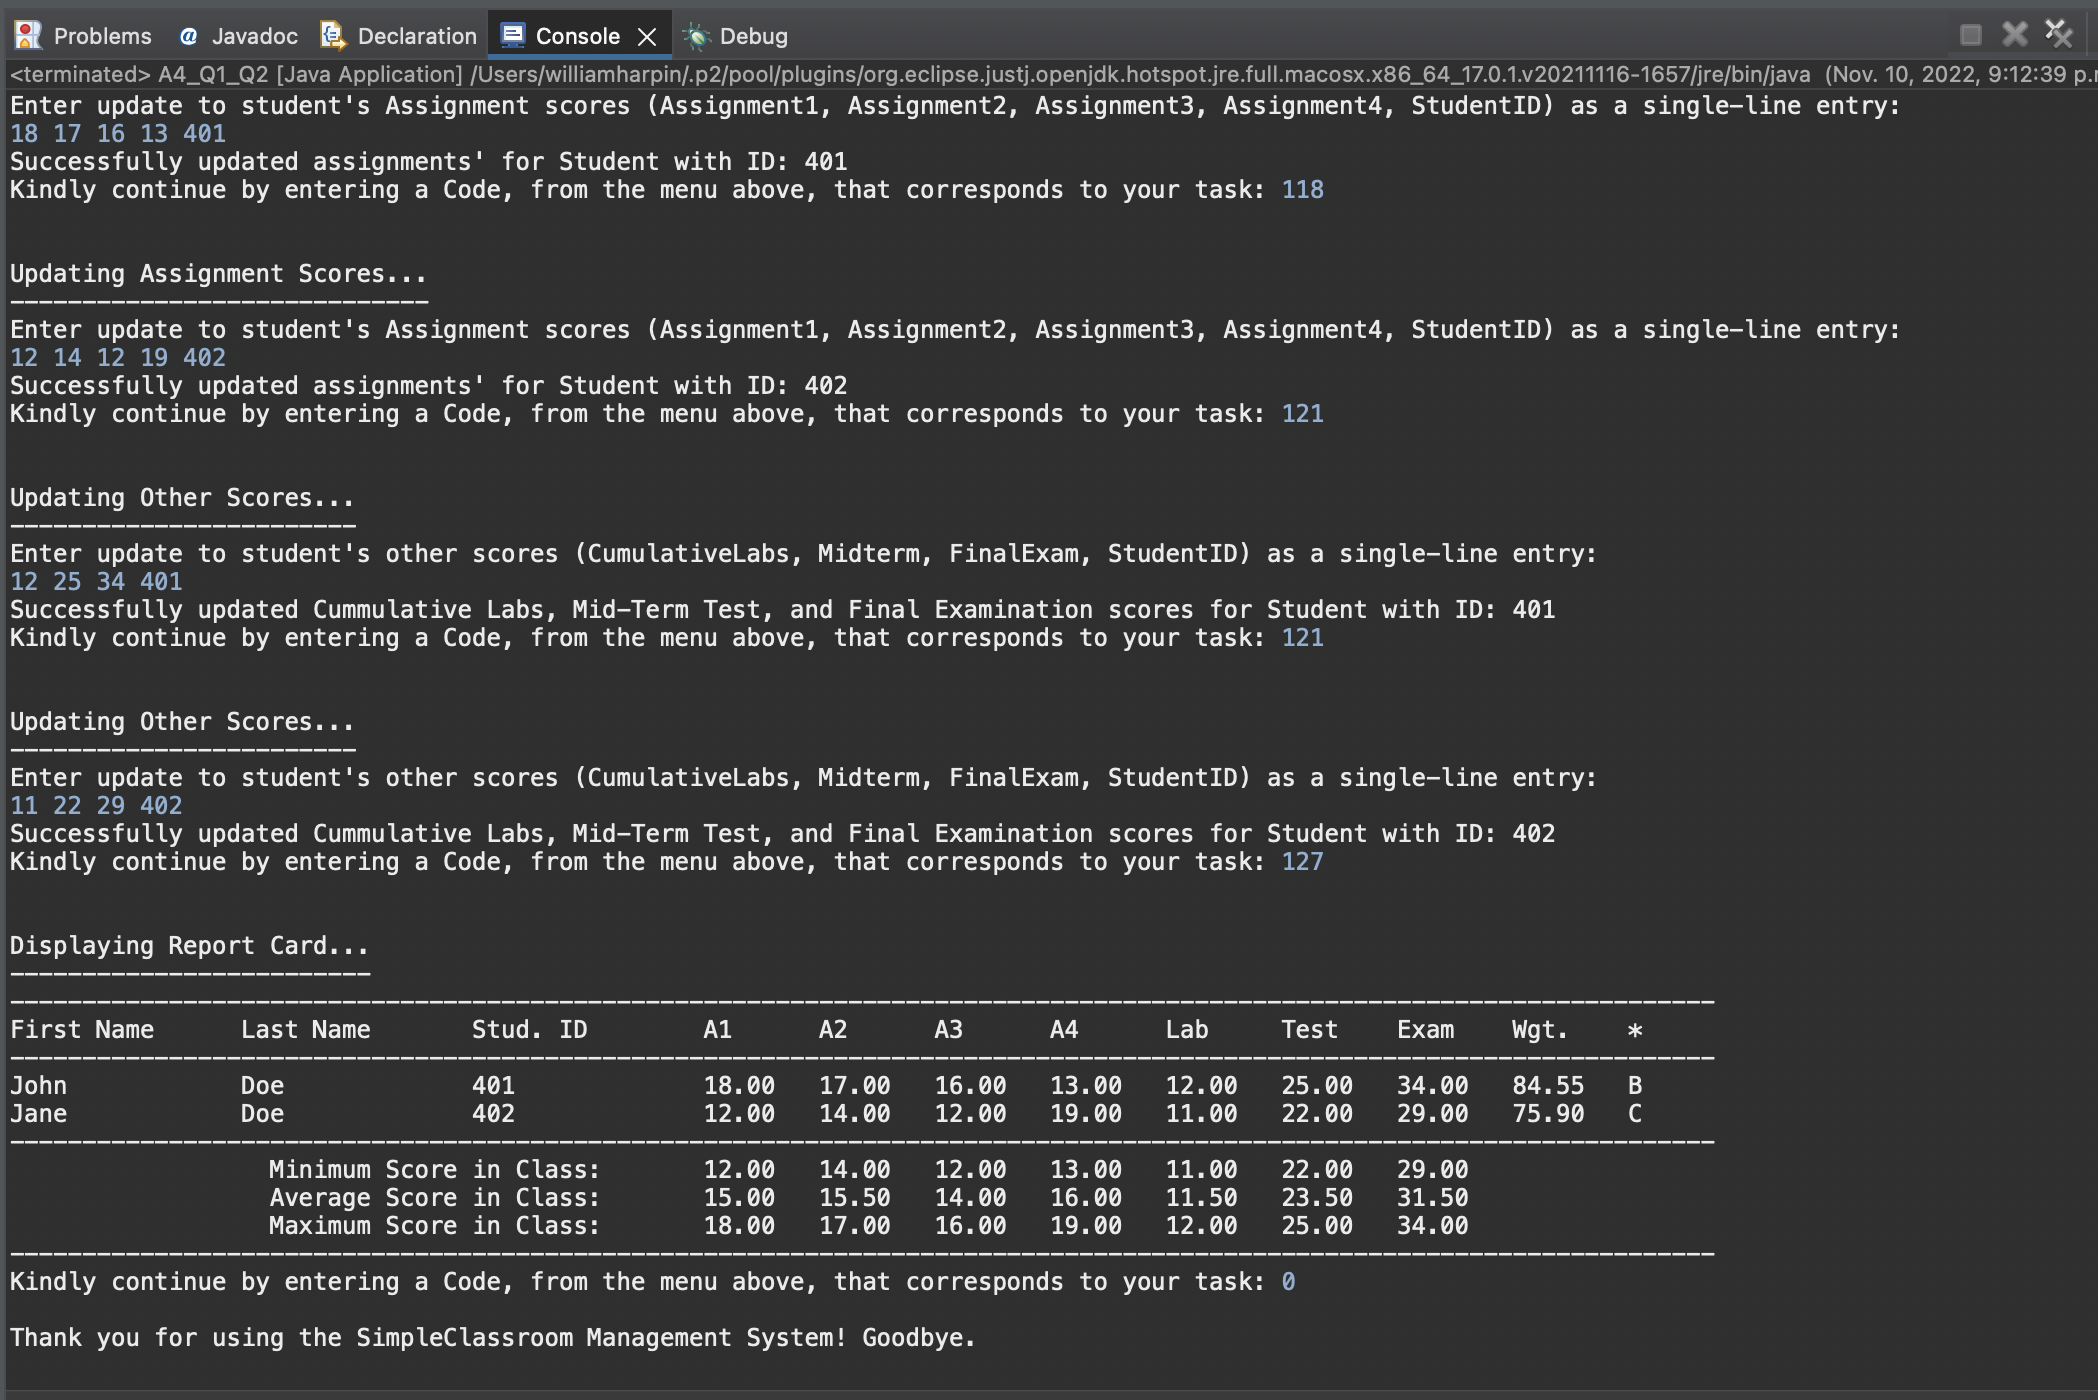 Problems @ Javadoc Declaration Console Debug
<terminated> A4_Q1_Q2 [Java Application] /Users/williamharpin/.p2/pool/plugins/org.eclipse.justj.openjdk.hotspot.jre.full.macosx.x86_64_17.0.1.v20211116-1657/jre/bin/java (Nov. 10, 2022, 9:12:39 p.
Enter update to student's Assignment scores (Assignment1, Assignment2, Assignment3, Assignment4, StudentID) as a single-line entry:
18 17 16 13 401
Successfully updated assignments' for Student with ID: 401
Kindly continue by entering a Code, from the menu above, that corresponds to your task: 118
Updating Assignment Scores...
-----------------------------
Enter update to student's Assignment scores (Assignment1, Assignment2, Assignment3, Assignment4, StudentID) as a single-line entry:
12 14 12 19 402
Successfully updated assignments' for Student with ID: 402
Kindly continue by entering a Code, from the menu above, that corresponds to your task: 121
Updating Other Scores...
------------------------
Enter update to student's other scores (CumulativeLabs, Midterm, FinalExam, StudentID) as a single-line entry:
12 25 34 401
Successfully updated Cummulative Labs, Mid-Term Test, and Final Examination scores for Student with ID: 401
Kindly continue by entering a Code, from the menu above, that corresponds to your task: 121
Updating Other Scores...
------------------------
Enter update to student's other scores (CumulativeLabs, Midterm, FinalExam, StudentID) as a single-line entry:
11 22 29 402
Successfully updated Cummulative Labs, Mid-Term Test, and Final Examination scores for Student with ID: 402
Kindly continue by entering a Code, from the menu above, that corresponds to your task: 127
Displaying Report Card...
-------------------------
----------------------------------------------------------------------------------------------------------------------
First Name      Last Name       Stud. ID        A1      A2      A3      A4      Lab     Test    Exam    Wgt.    *
----------------------------------------------------------------------------------------------------------------------
John            Doe             401             18.00   17.00   16.00   13.00   12.00   25.00   34.00   84.55   B
Jane            Doe             402             12.00   14.00   12.00   19.00   11.00   22.00   29.00   75.90   C
----------------------------------------------------------------------------------------------------------------------
                  Minimum Score in Class:       12.00   14.00   12.00   13.00   11.00   22.00   29.00
                  Average Score in Class:       15.00   15.50   14.00   16.00   11.50   23.50   31.50
                  Maximum Score in Class:       18.00   17.00   16.00   19.00   12.00   25.00   34.00
----------------------------------------------------------------------------------------------------------------------
Kindly continue by entering a Code, from the menu above, that corresponds to your task: 0
Thank you for using the SimpleClassroom Management System! Goodbye.